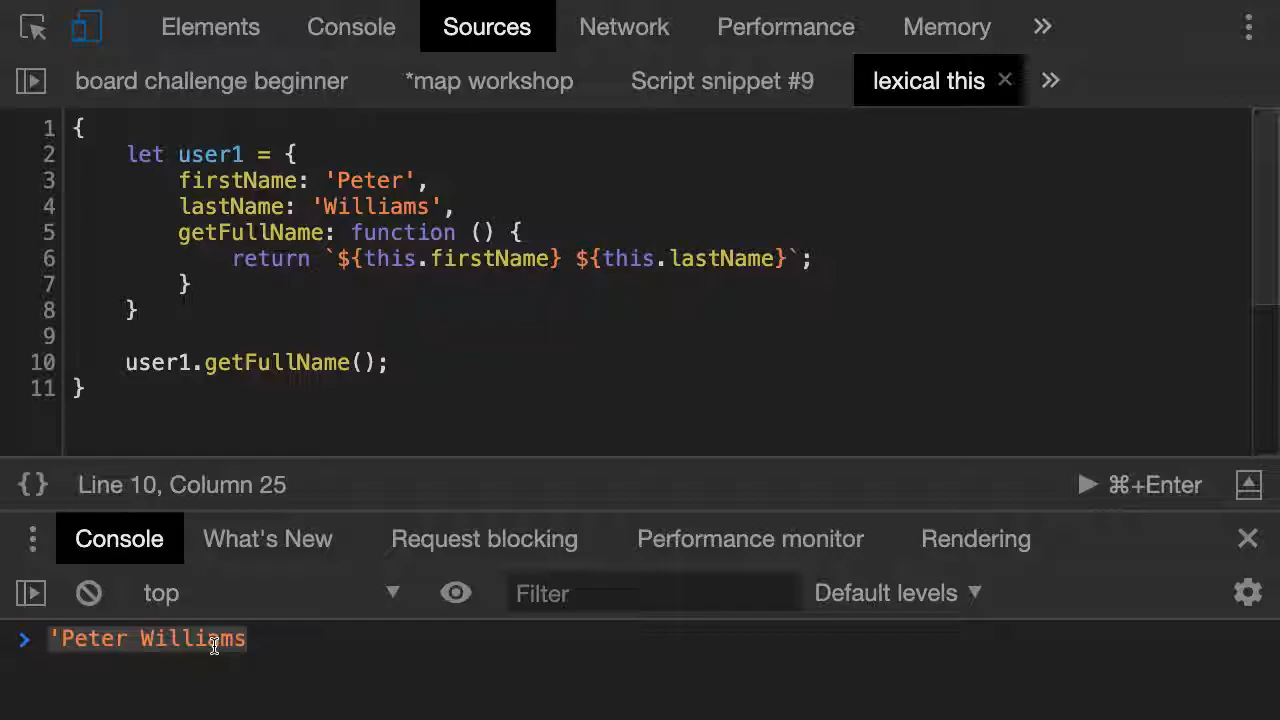 Elements Console Sources Network Performance Memory »
board challenge beginner *map workshop Script snippet #9 lexical this × »
1 {
2 let user1 = {
3 firstName: 'Peter',
4 lastName: 'Williams',
5 getFullName: function () {
6 return `${this.firstName} ${this.lastName}`;
7 }
8 }
9
10 user1.getFullName();
11 }
{} Line 10, Column 25 ▶ ⌘+Enter
Console What's New Request blocking Performance monitor Rendering ×
top ▼ Filter Default levels ▼
> 'Peter Williams